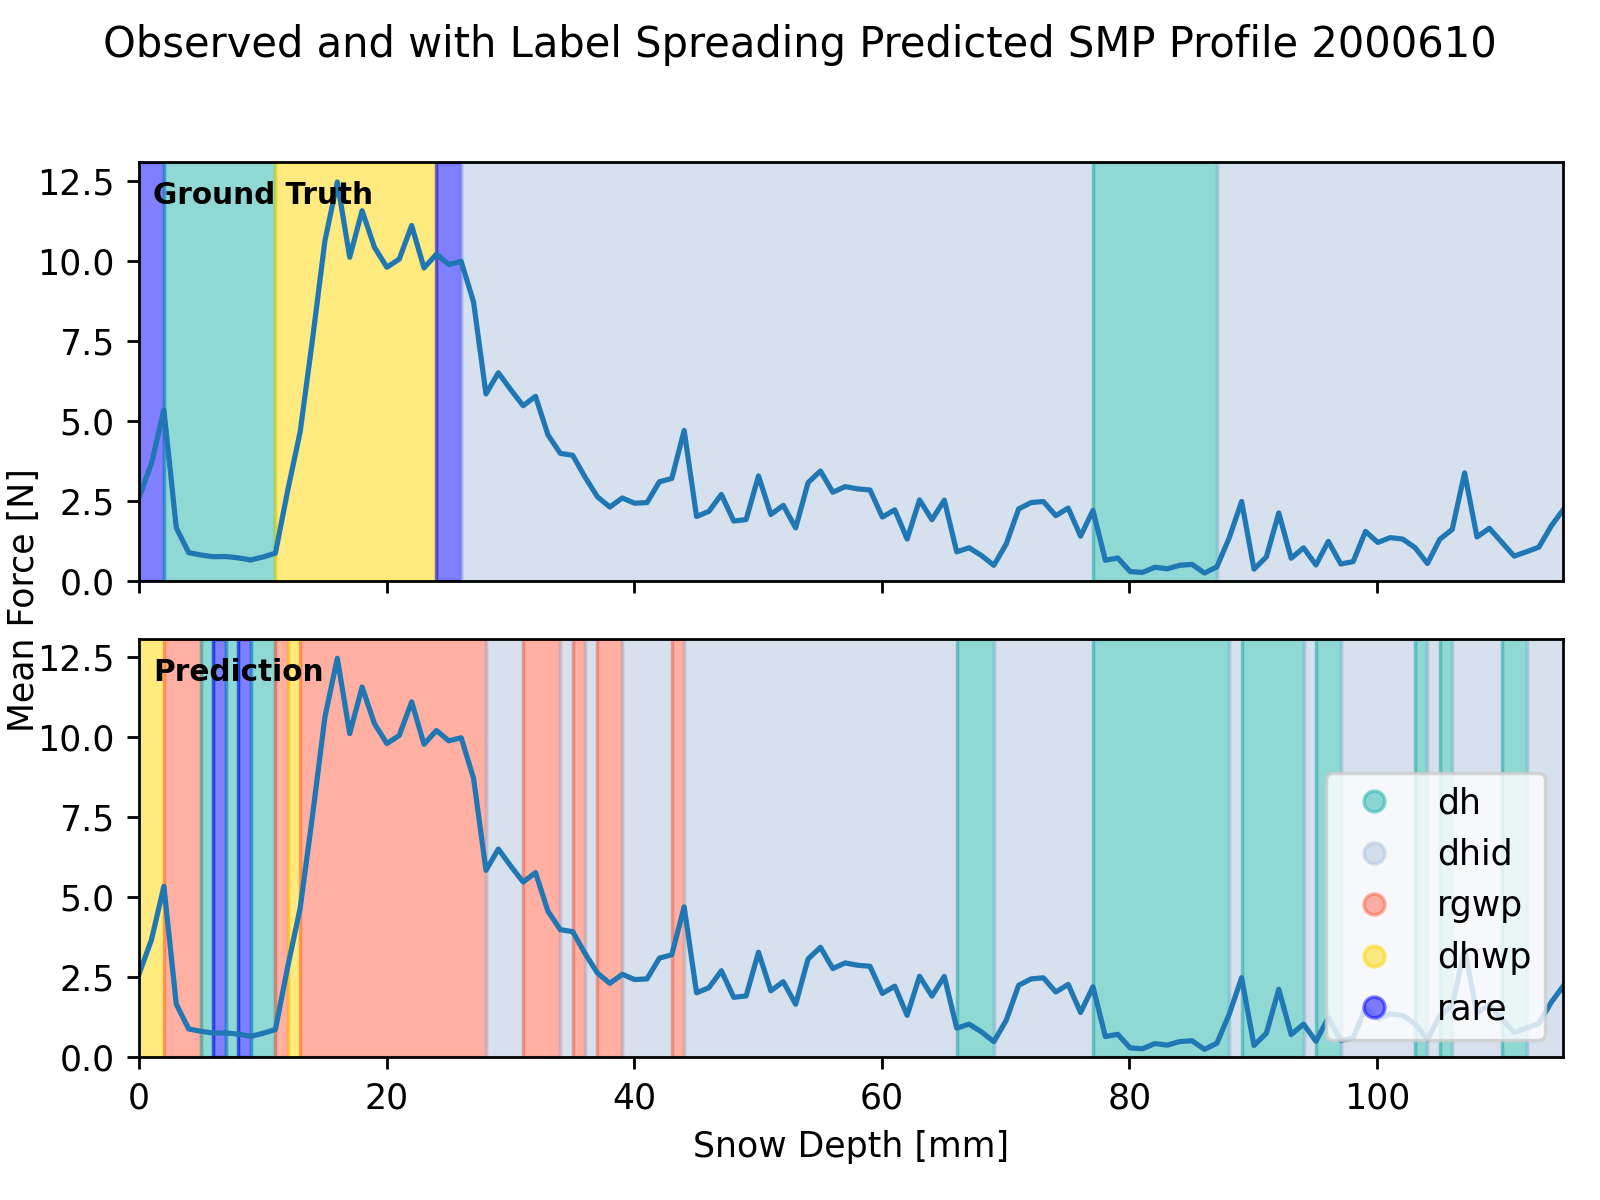 Observed and with Label Spreading Predicted SMP Profile 2000610
Mean Force [N]
12.5
10.0
7.5
5.0
2.5
0.0
Ground Truth
12.5
10.0
7.5
5.0
2.5
0.0
Prediction
dh
dhid
rgwp
dhwp
rare
0 20 40 60 80 100
Snow Depth [mm]